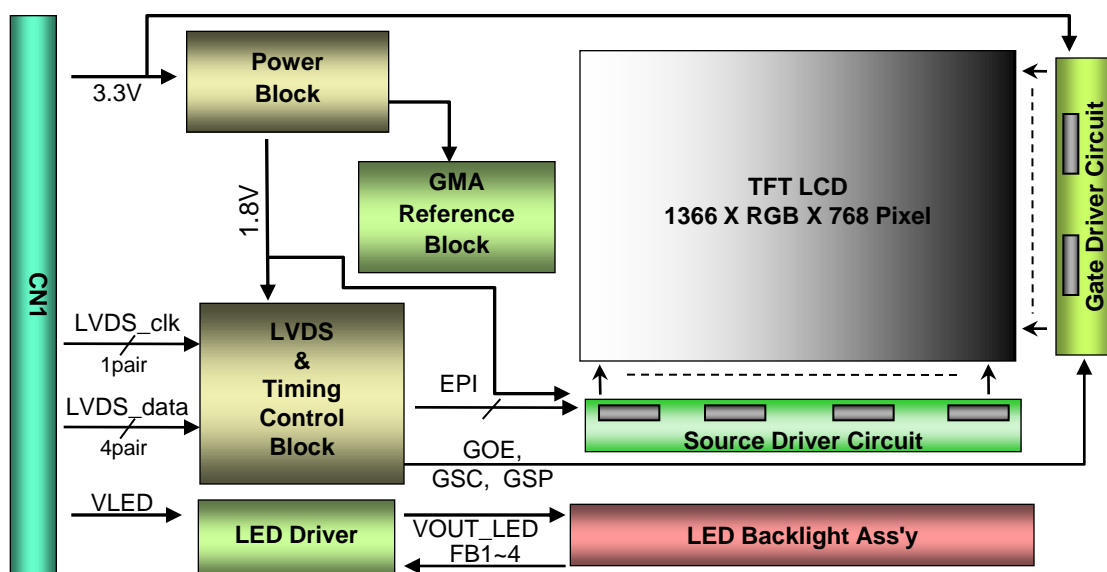 CN1
3.3V
Power
Block
1.8V
GMA
Reference
Block
TFT LCD
1366 X RGB X 768 Pixel
Gate Driver Circuit
LVDS_clk
1pair
LVDS_data
4pair
LVDS
&
Timing
Control
Block
EPI
Source Driver Circuit
GOE,
GSC, GSP
VLED
LED Driver
VOUT_LED
FB1~4
LED Backlight Ass'y